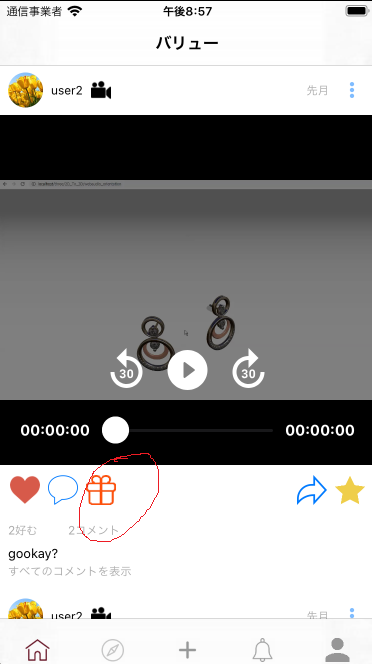 通信事業者 午後8:57
バリュー
user2 先月
30 30
00:00:00 00:00:00
2好む 2コメント
gookay?
すべてのコメントを表示
user2 先月